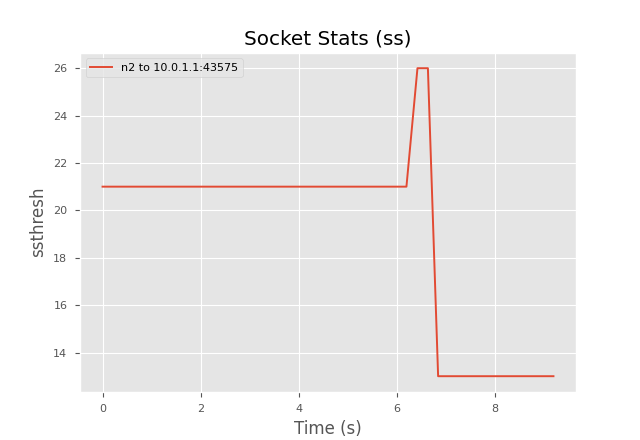 Socket Stats (ss)
n2 to 10.0.1.1:43575
26
24
22
20
18
16
14
ssthresh
0 2 4 6 8
Time (s)